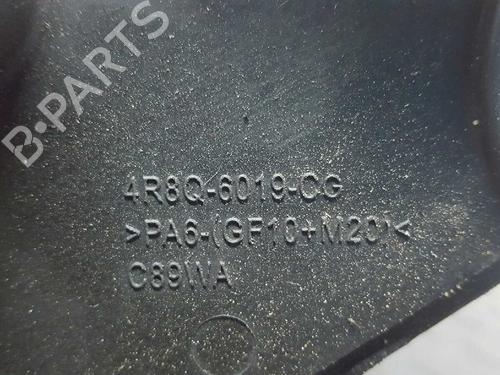 B-PARTS
4R8Q-6019-CG
>PA6-(GF10+M20)<
C89WA